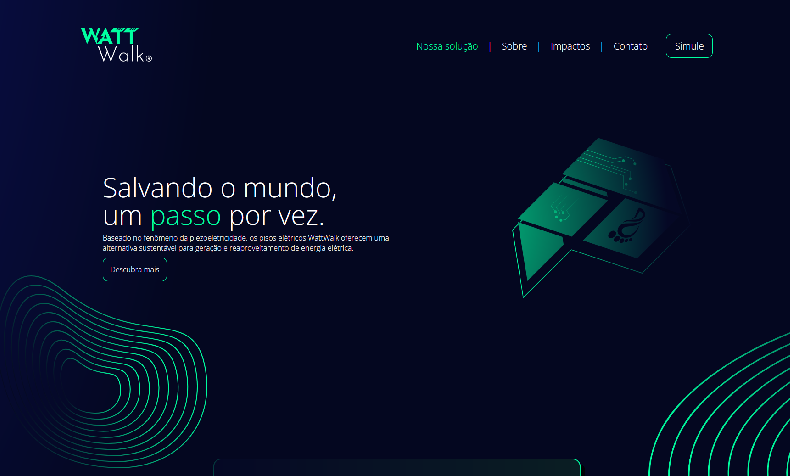 WATT
Walk®
Nossa solução | Sobre | Impactos | Contato
Simule
Salvando o mundo,
um passo por vez.
Baseado no fenômeno da piezoeletricidade, os pisos elétricos WattWalk oferecem uma
alternativa sustentável para geração e reaproveitamento de energia elétrica.
Descubra mais